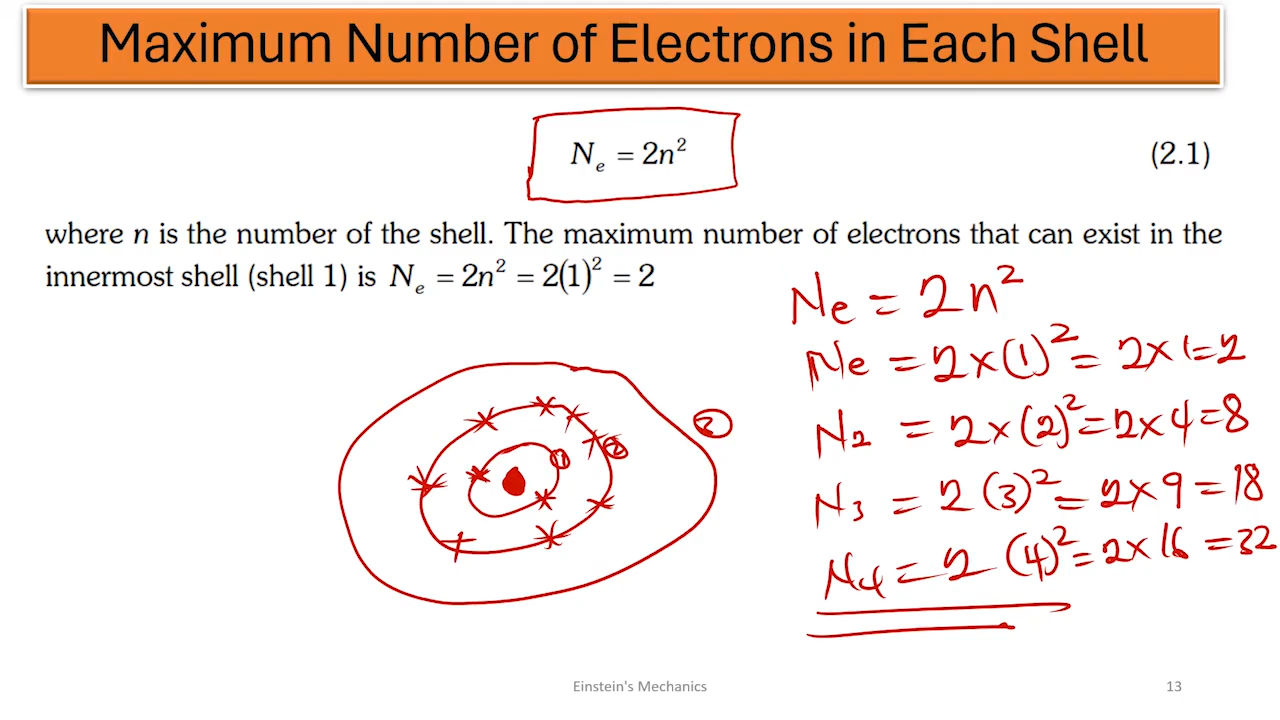 Maximum Number of Electrons in Each Shell
Nₑ = 2n² (2.1)
where n is the number of the shell. The maximum number of electrons that can exist in the
innermost shell (shell 1) is Nₑ = 2n² = 2(1)² = 2
Ne = 2n²
Ne = 2×(1)² = 2×1=2
N2 = 2×(2)²=2×4=8
N3 = 2(3)²=2×9=18
N4 = 2(4)²=2×16=32
Einstein's Mechanics 13